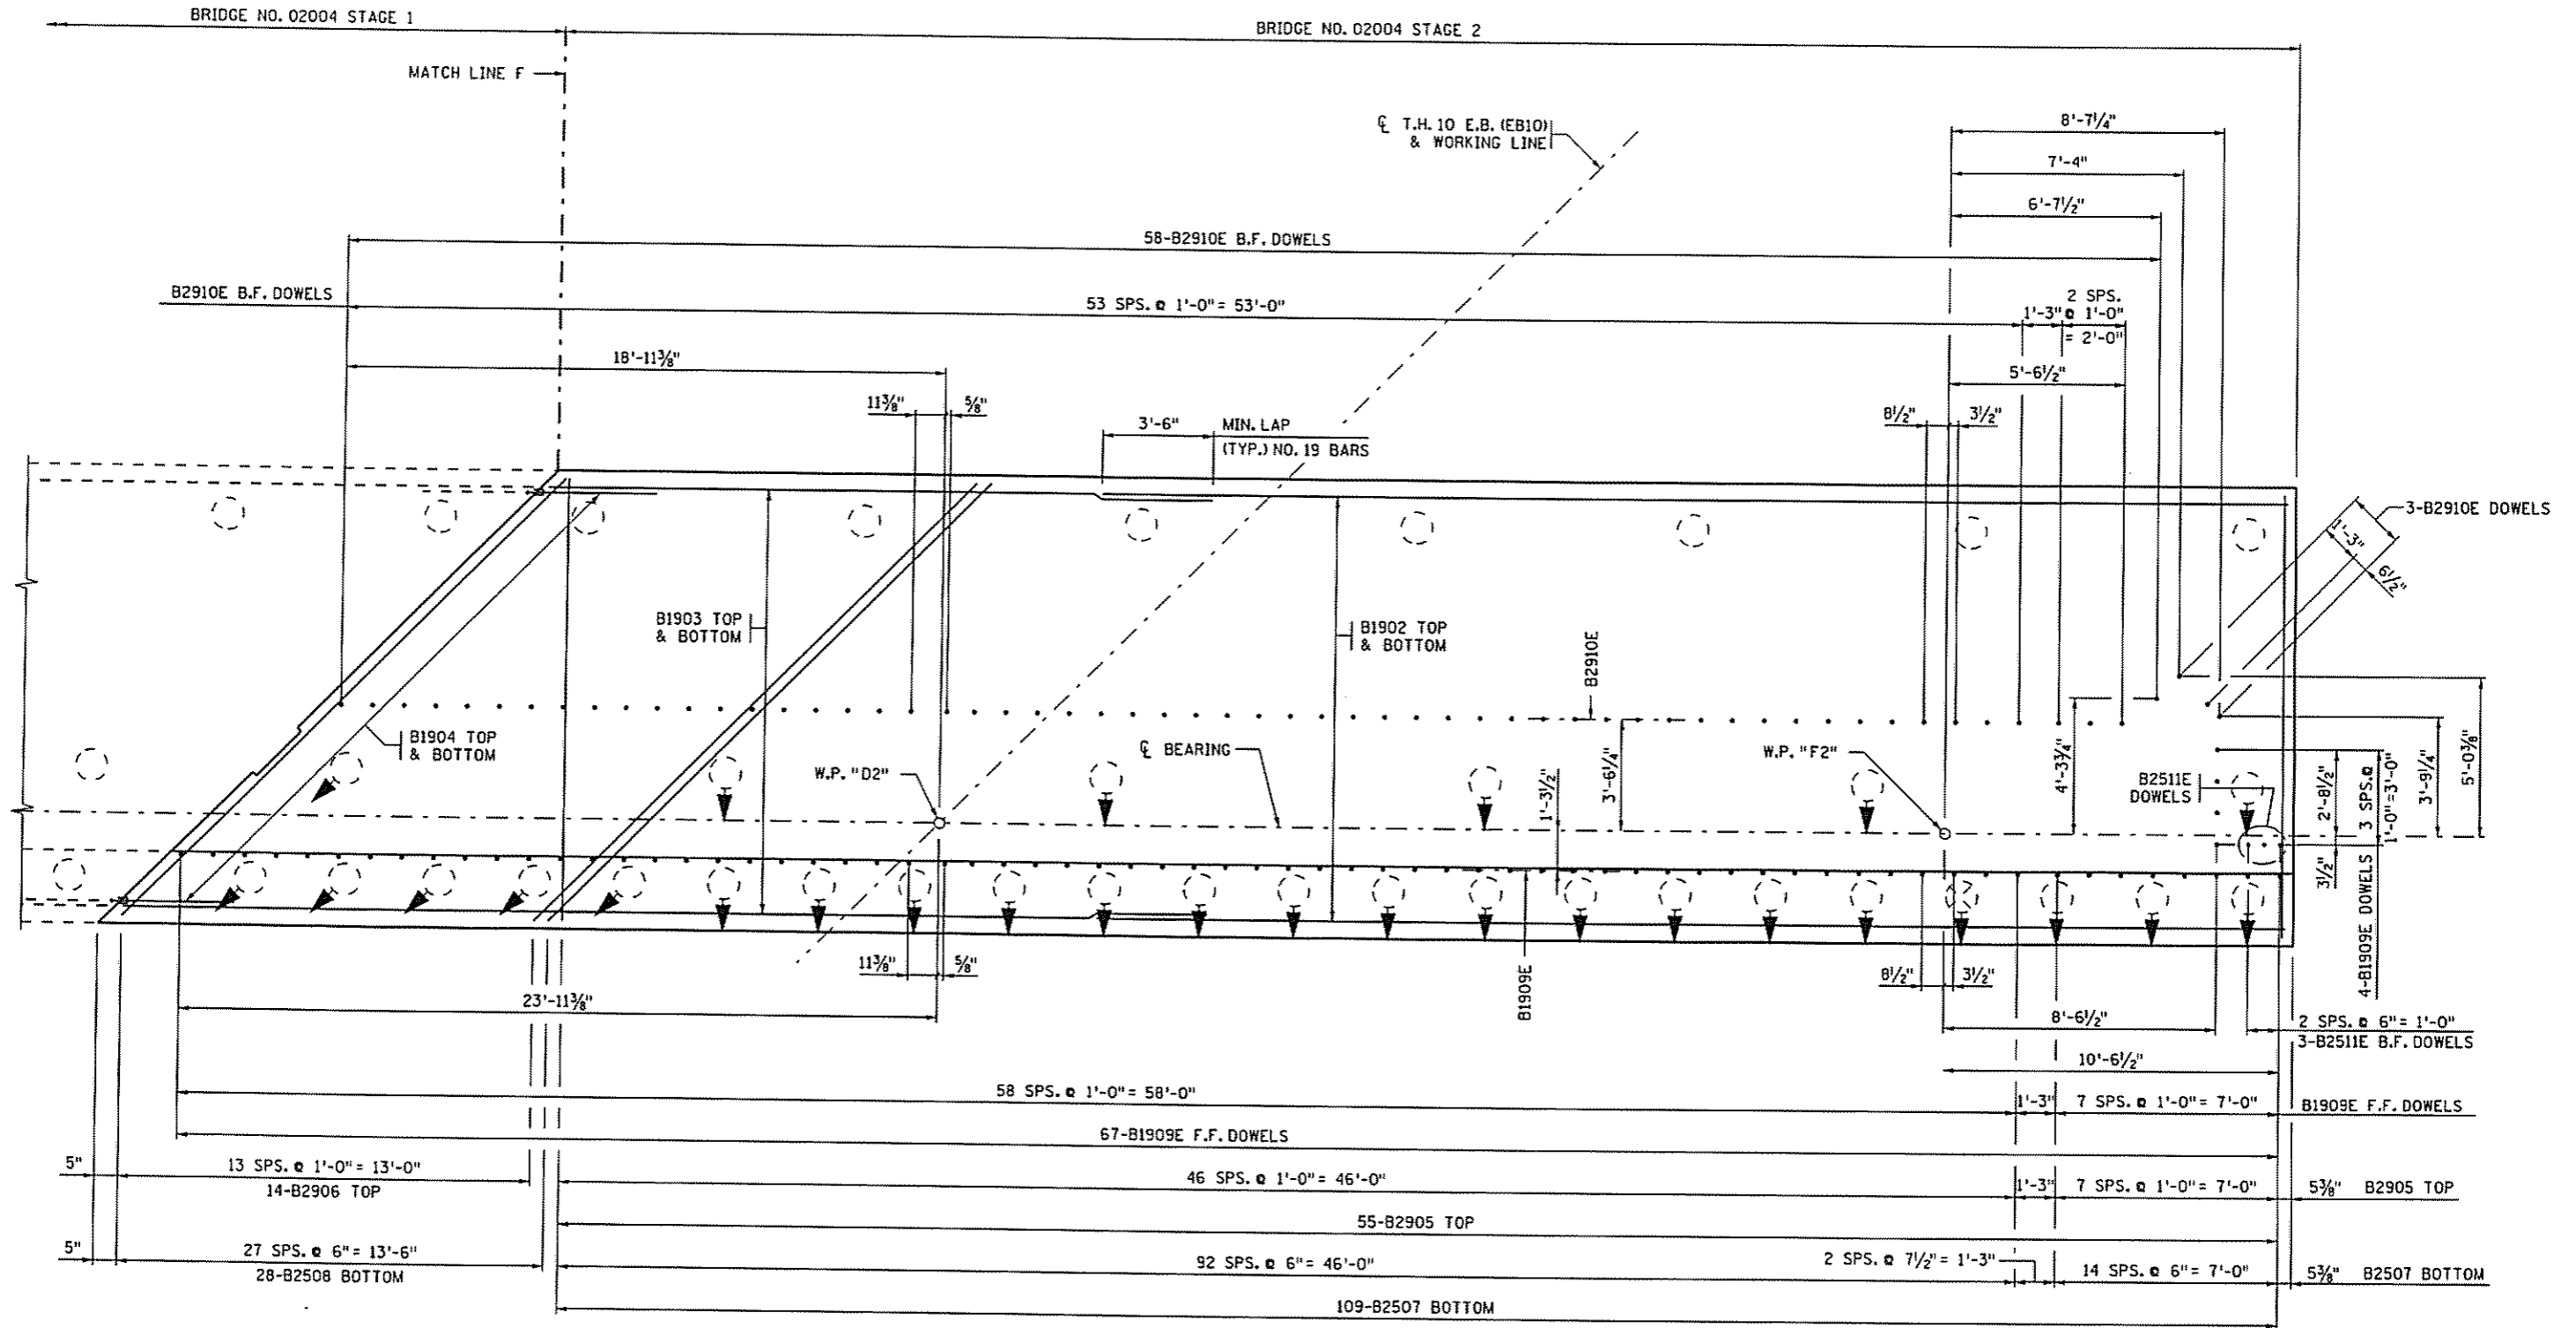 BRIDGE NO. 02004 STAGE 1
BRIDGE NO. 02004 STAGE 2
MATCH LINE F
℄ T.H. 10 E.B. (EB10)
& WORKING LINE
8'-7¼"
7'-4"
6'-7½"
58-B2910E B.F. DOWELS
B2910E B.F. DOWELS
53 SPS. @ 1'-0" = 53'-0"
2 SPS.
1'-3" @ 1'-0"
= 2'-0"
18'-11⅜"
5'-6½"
11⅜"
⅝"
3'-6"
MIN. LAP
(TYP.) NO. 19 BARS
8½"
3½"
3-B2910E DOWELS
1'-3"
6½"
B1903 TOP
& BOTTOM
B1902 TOP
& BOTTOM
B2910E
B1904 TOP
& BOTTOM
℄ BEARING
W.P. "D2"
W.P. "F2"
1'-3½"
3'-6¼"
4'-3¾"
B2511E
DOWELS
2'-8½"
3½"
4-B1909E DOWELS 3 SPS. @
1'-0"=3'-0"
3'-9¼"
5'-0⅜"
11⅜"
⅝"
23'-11⅜"
B1909E
8½"
3½"
8'-6½"
2 SPS. @ 6" = 1'-0"
3-B2511E B.F. DOWELS
10'-6½"
58 SPS. @ 1'-0" = 58'-0"
1'-3"
7 SPS. @ 1'-0" = 7'-0"
B1909E F.F. DOWELS
67-B1909E F.F. DOWELS
5"
13 SPS. @ 1'-0" = 13'-0"
14-B2906 TOP
46 SPS. @ 1'-0" = 46'-0"
1'-3"
7 SPS. @ 1'-0" = 7'-0"
5⅜"
B2905 TOP
55-B2905 TOP
5"
27 SPS. @ 6" = 13'-6"
28-B2508 BOTTOM
92 SPS. @ 6" = 46'-0"
2 SPS. @ 7½" = 1'-3"
14 SPS. @ 6" = 7'-0"
5⅜"
B2507 BOTTOM
109-B2507 BOTTOM